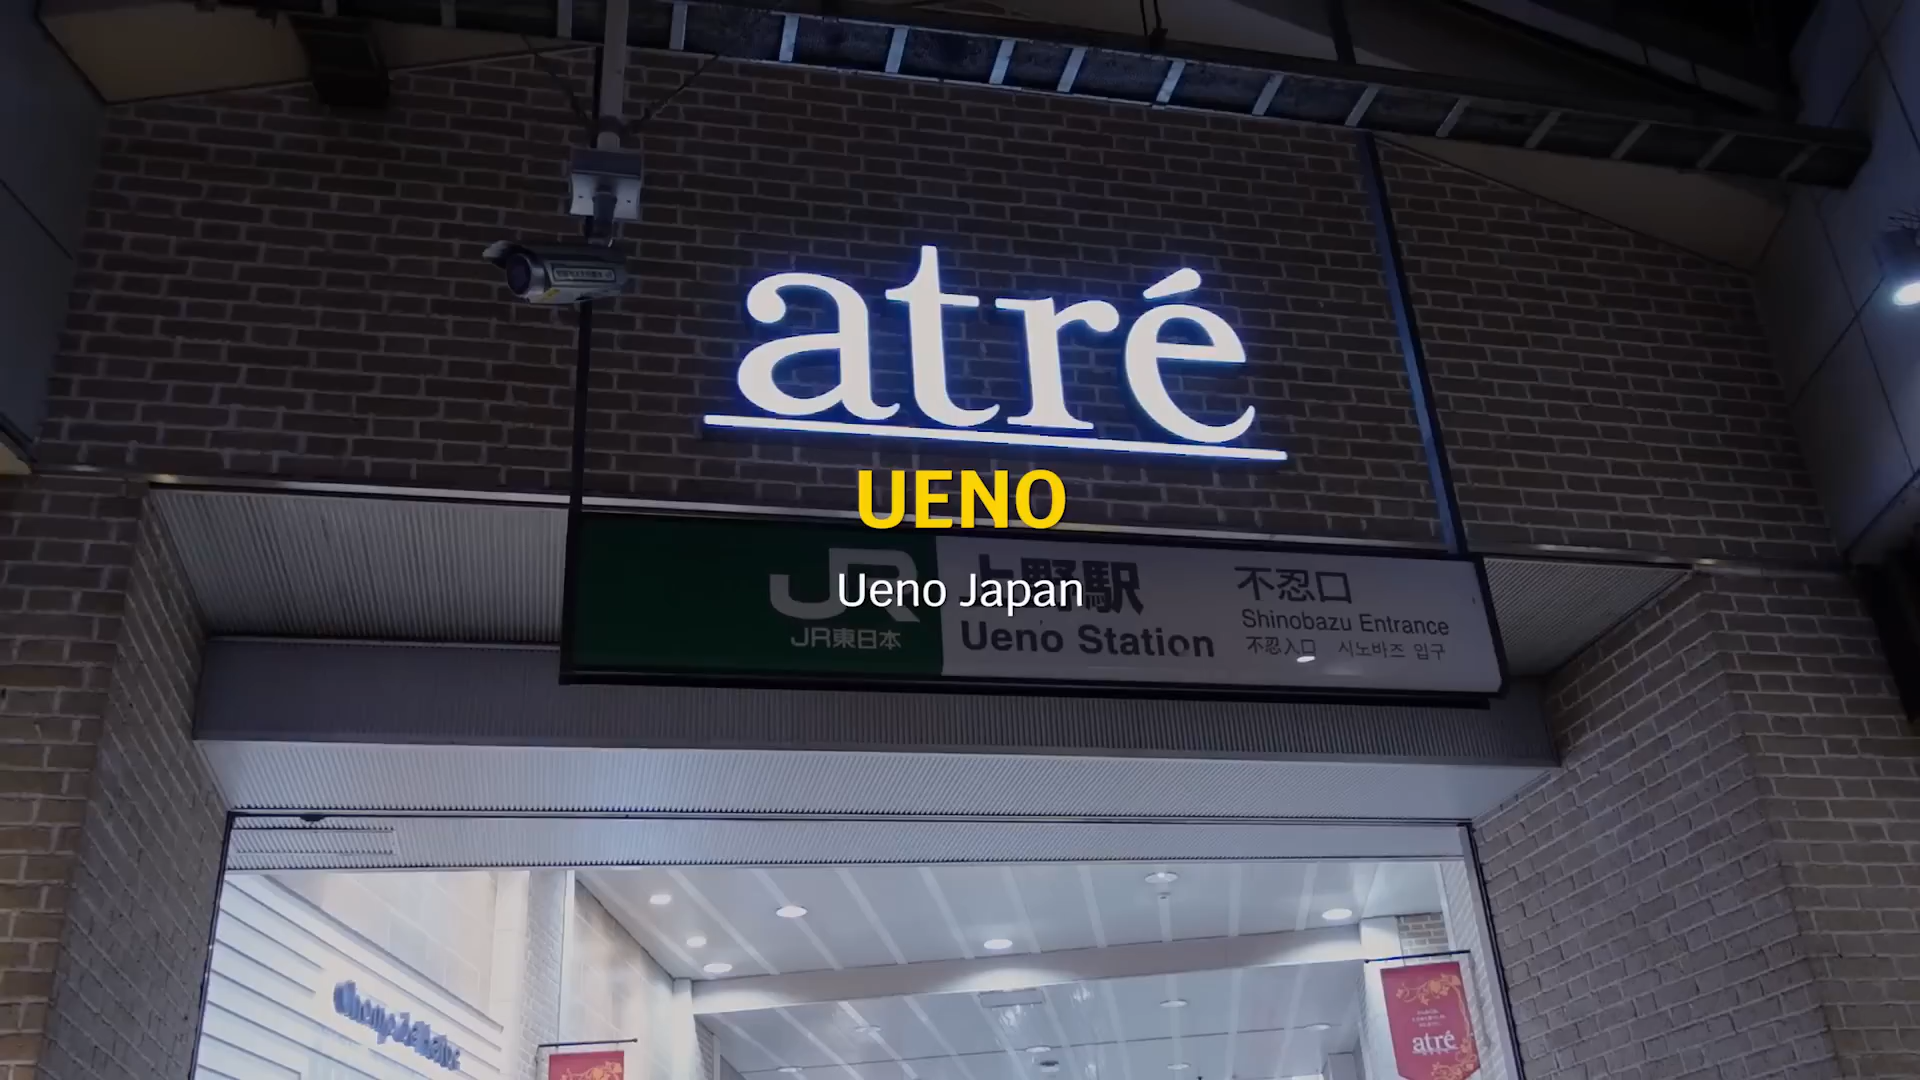 atré
UENO
Ueno Japan
JR 上野駅 不忍口
JR東日本 Ueno Station Shinobazu Entrance
不忍入口 시노바즈 입구
atré